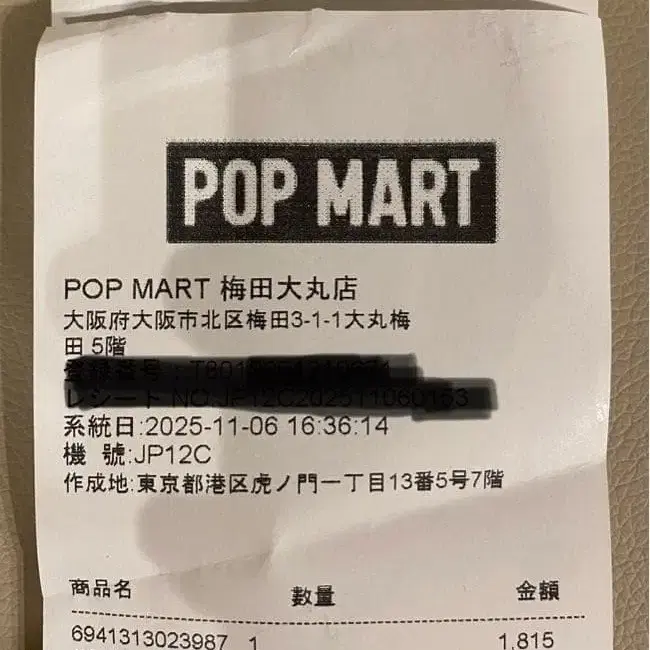 POP MART
POP MART 梅田大丸店
大阪府大阪市北区梅田3-1-1大丸梅
田 5階
系統日:2025-11-06 16:36:14
機 號:JP12C
作成地:東京都港区虎ノ門一丁目13番5号7階
商品名 數量 金額
6941313023987 1 1,815